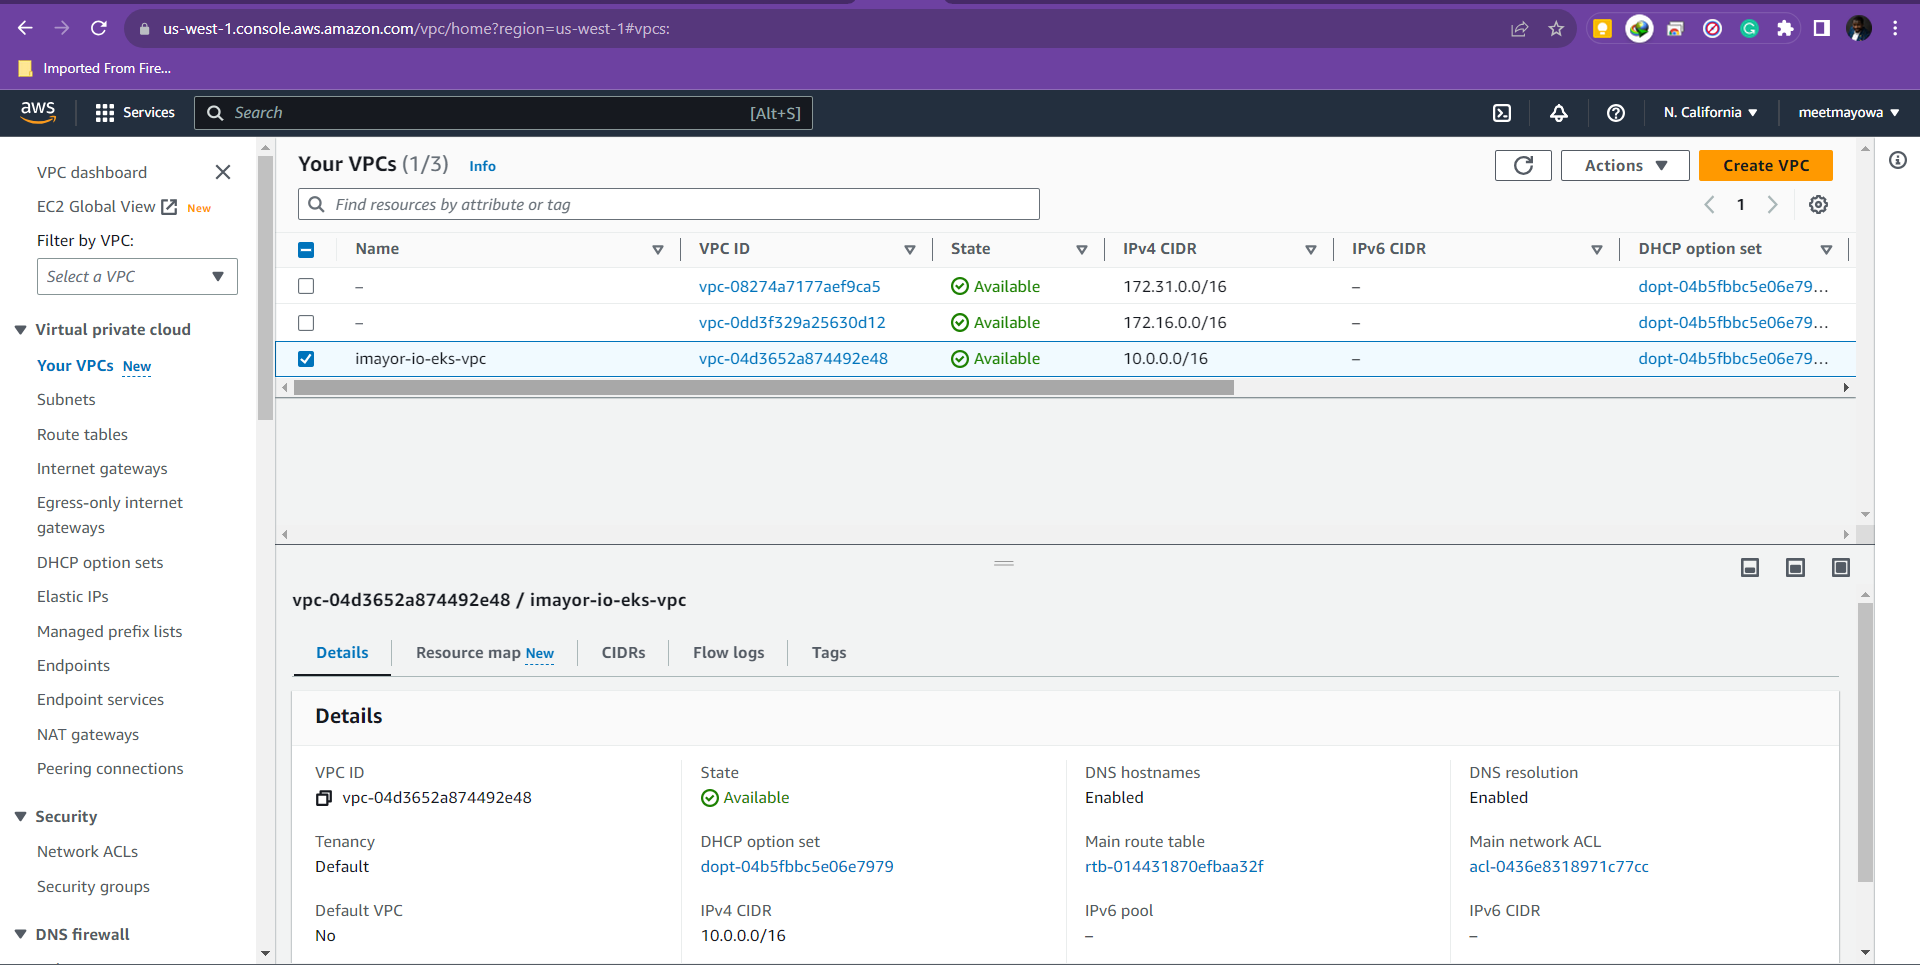 us-west-1.console.aws.amazon.com/vpc/home?region=us-west-1#vpcs:
Imported From Fire...
aws
Services
Search
[Alt+S]
N. California
meetmayowa
VPC dashboard
EC2 Global View New
Filter by VPC:
Select a VPC
Virtual private cloud
Your VPCs New
Subnets
Route tables
Internet gateways
Egress-only internet
gateways
DHCP option sets
Elastic IPs
Managed prefix lists
Endpoints
Endpoint services
NAT gateways
Peering connections
Security
Network ACLs
Security groups
DNS firewall
Your VPCs (1/3) Info
Actions
Create VPC
Find resources by attribute or tag
1
Name VPC ID State IPv4 CIDR IPv6 CIDR DHCP option set
– vpc-08274a7177aef9ca5 Available 172.31.0.0/16 – dopt-04b5fbbc5e06e79...
– vpc-0dd3f329a25630d12 Available 172.16.0.0/16 – dopt-04b5fbbc5e06e79...
imayor-io-eks-vpc vpc-04d3652a874492e48 Available 10.0.0.0/16 – dopt-04b5fbbc5e06e79...
vpc-04d3652a874492e48 / imayor-io-eks-vpc
Details Resource map New CIDRs Flow logs Tags
Details
VPC ID State DNS hostnames DNS resolution
vpc-04d3652a874492e48 Available Enabled Enabled
Tenancy DHCP option set Main route table Main network ACL
Default dopt-04b5fbbc5e06e7979 rtb-014431870efbaa32f acl-0436e8318971c77cc
Default VPC IPv4 CIDR IPv6 pool IPv6 CIDR
No 10.0.0.0/16 – –